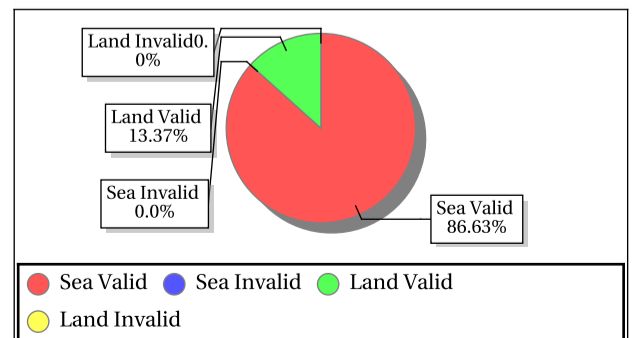 Land Invalid0.
0%
Land Valid
13.37%
Sea Invalid
0.0%
Sea Valid
86.63%
Sea Valid Sea Invalid Land Valid
Land Invalid